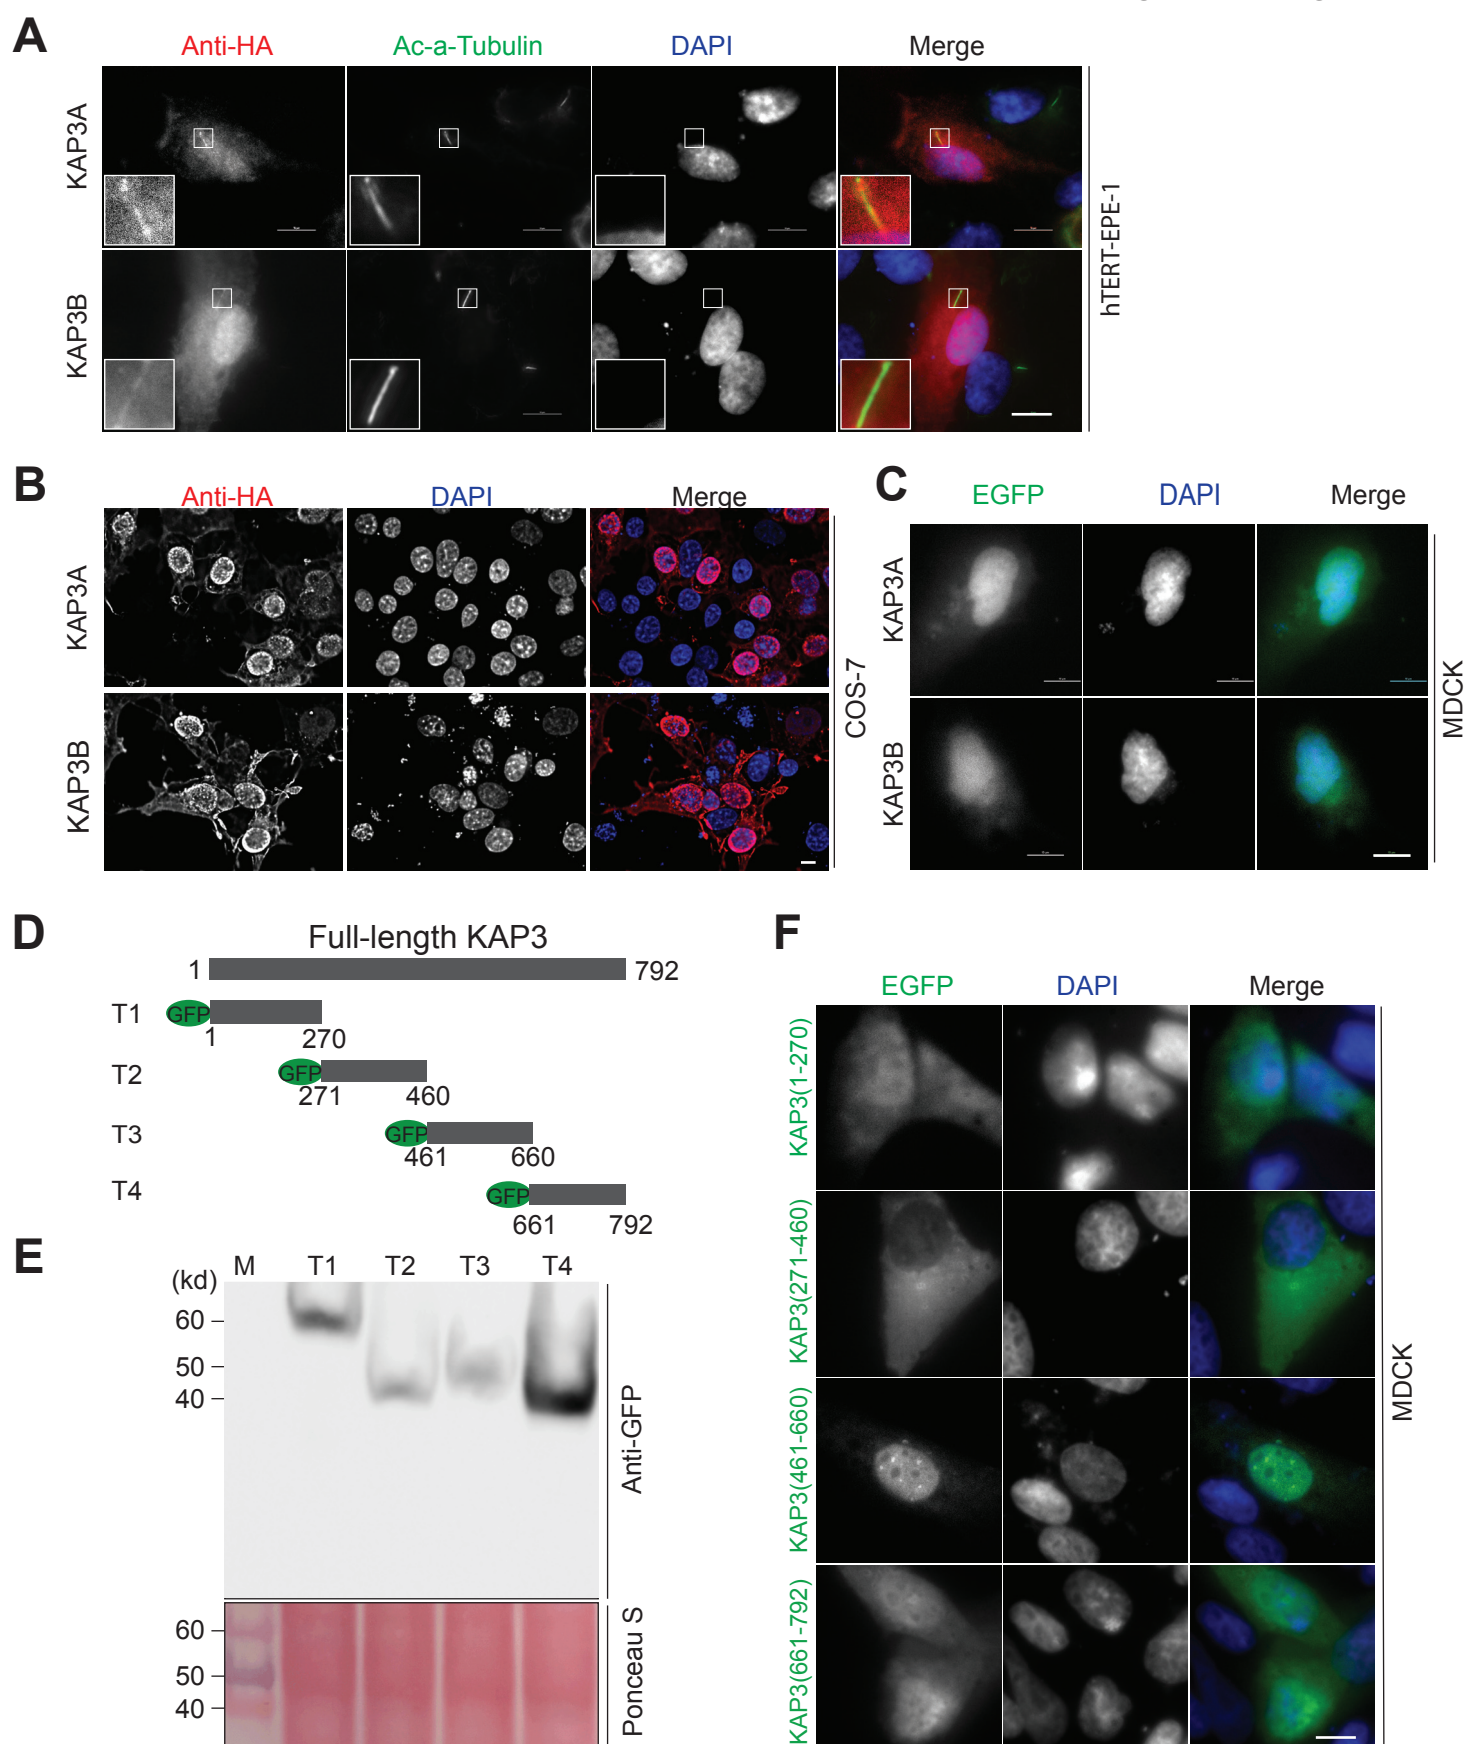 A
Anti-HA Ac-a-Tubulin DAPI Merge
KAP3A
KAP3B
hTERT-EPE-1
B
Anti-HA DAPI Merge
KAP3A
KAP3B
COS-7
C
EGFP DAPI Merge
KAP3A
KAP3B
MDCK
D
Full-length KAP3
1 792
T1 GFP
1 270
T2 GFP
271 460
T3 GFP
461 660
T4 GFP
661 792
E
(kd) M T1 T2 T3 T4
60
50
40
Anti-GFP
60
50
40
Ponceau S
F
EGFP DAPI Merge
KAP3(1-270)
KAP3(271-460)
KAP3(461-660)
KAP3(661-792)
MDCK